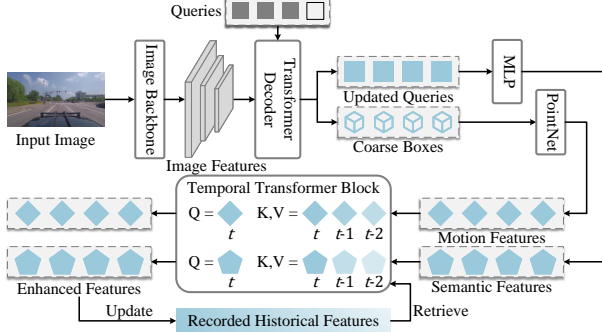 Queries
Image Backbone
Transformer
Decoder
MLP
PointNet
Input Image
Image Features
Updated Queries
Coarse Boxes
Temporal Transformer Block
Q = K,V =
t t t-1 t-2
Motion Features
Q = K,V =
t t t-1 t-2
Enhanced Features
Semantic Features
Update
Recorded Historical Features
Retrieve